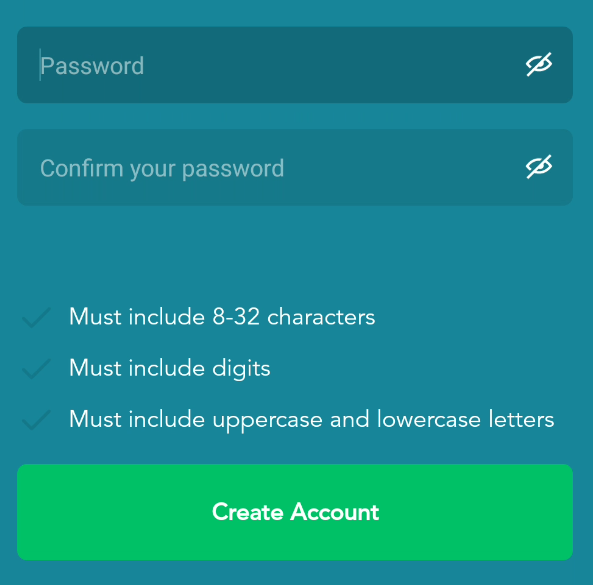 Password
Confirm your password
Must include 8-32 characters
Must include digits
Must include uppercase and lowercase letters
Create Account